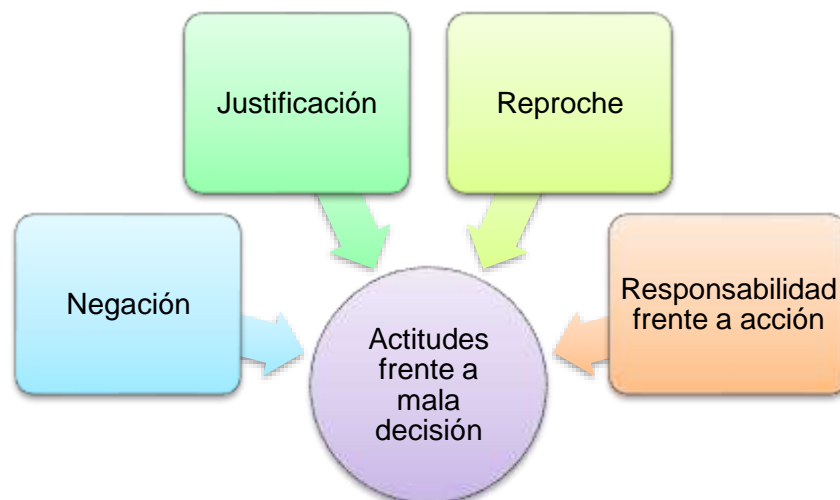 Justificación
Reproche
Negación
Responsabilidad
frente a acción
Actitudes
frente a
mala
decisión